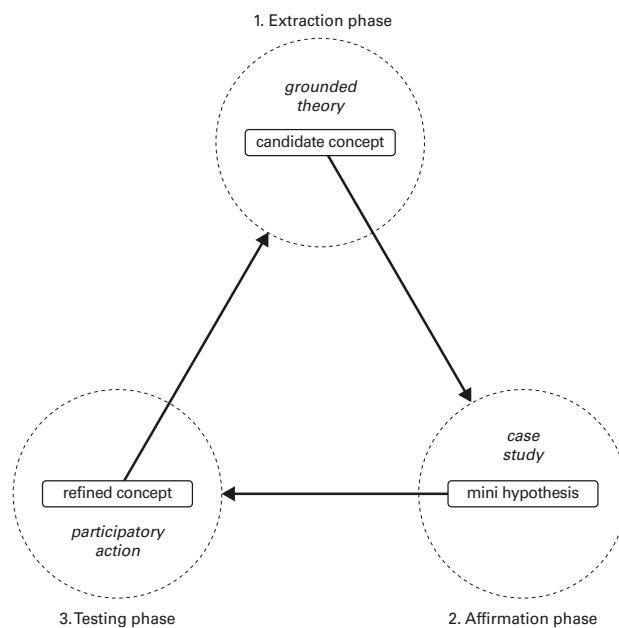 1. Extraction phase
grounded
theory
candidate concept
case
study
mini hypothesis
refined concept
participatory
action
3. Testing phase
2. Affirmation phase